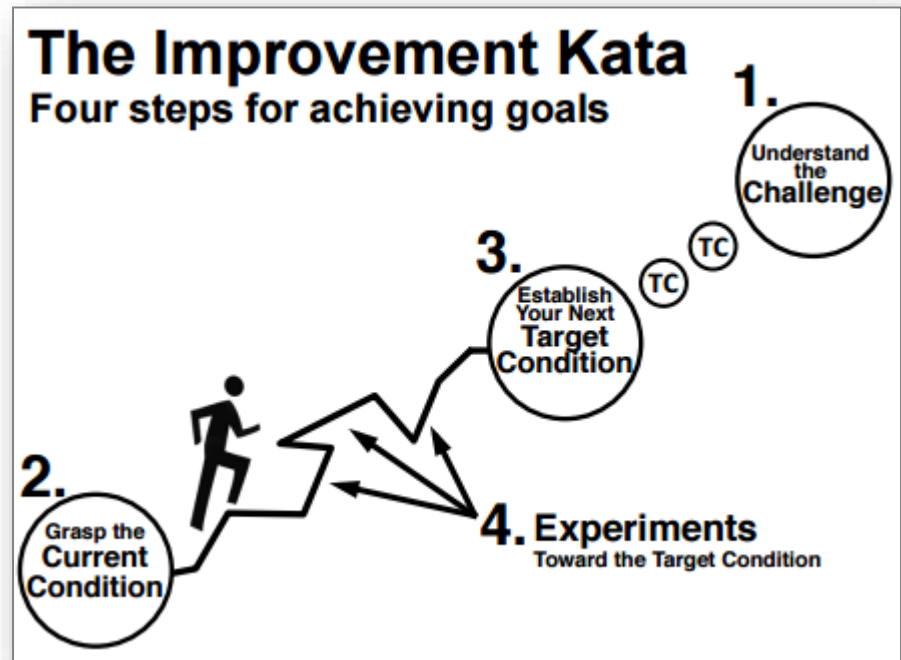 The Improvement Kata
Four steps for achieving goals
1.
Understand
the
Challenge
TC
TC
3.
Establish
Your Next
Target
Condition
2.
Grasp the
Current
Condition
4. Experiments
Toward the Target Condition